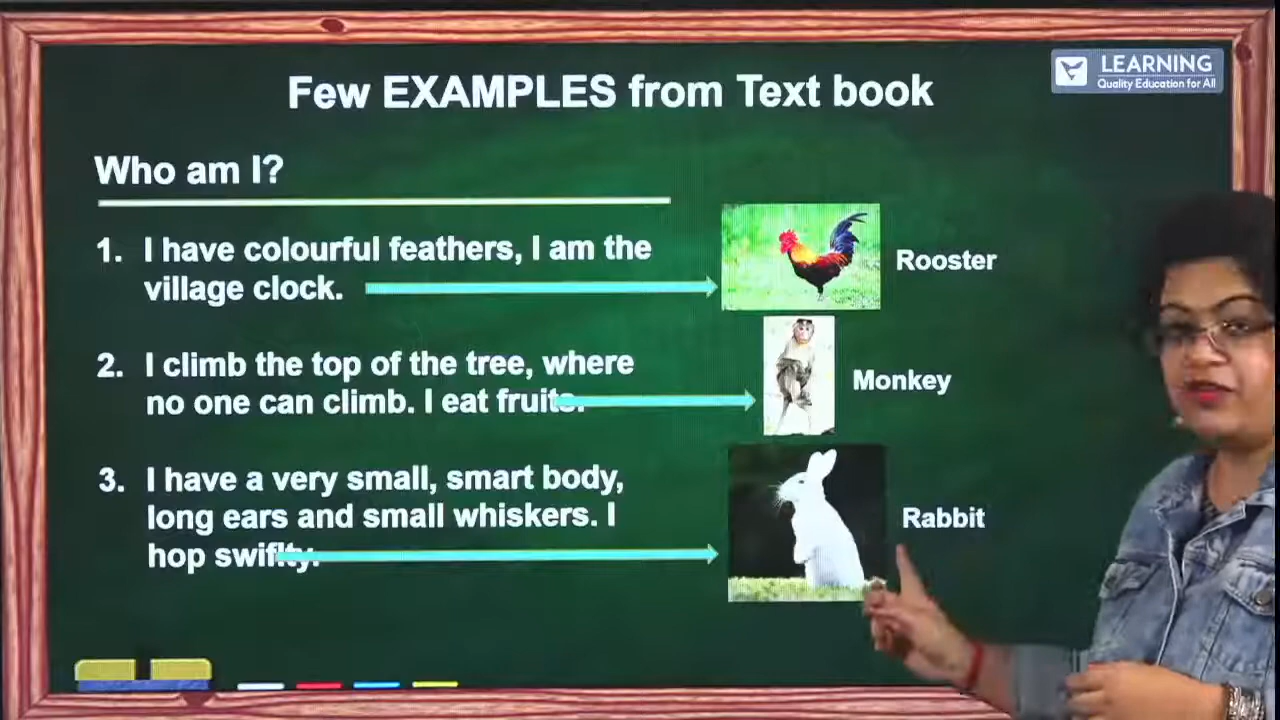 LEARNING
Quality Education for All
Few EXAMPLES from Text book
Who am I?
1. I have colourful feathers, I am the
village clock.
Rooster
2. I climb the top of the tree, where
no one can climb. I eat fruits.
Monkey
3. I have a very small, smart body,
long ears and small whiskers. I
hop swiflty.
Rabbit